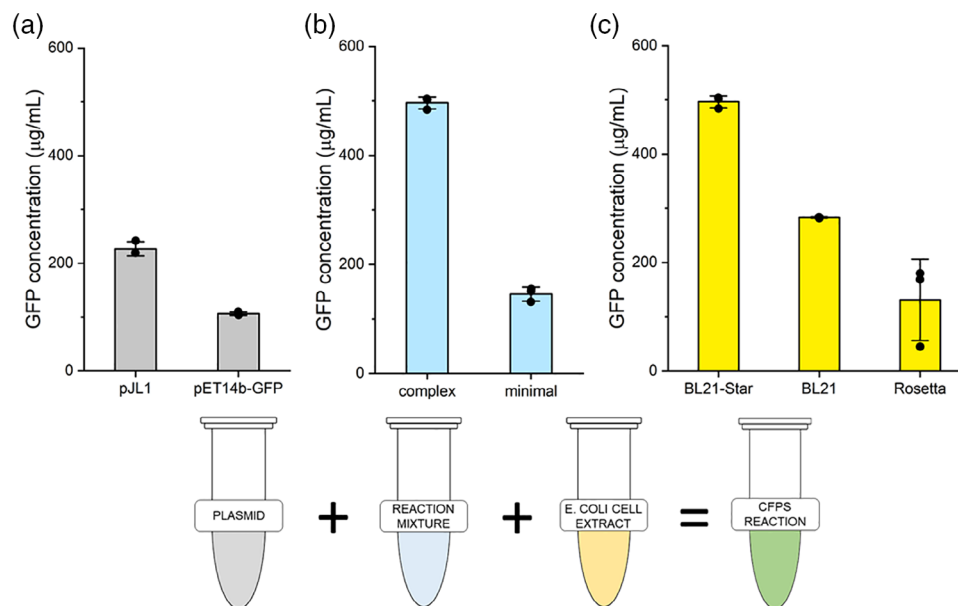 (a)
GFP concentration (μg/mL)
600
400
200
0
pJL1
pET14b-GFP
(b)
GFP concentration (μg/mL)
600
400
200
0
complex
minimal
(c)
GFP concentration (μg/mL)
600
400
200
0
BL21-Star
BL21
Rosetta
PLASMID
+
REACTION
MIXTURE
+
E. COLI CELL
EXTRACT
=
CFPS
REACTION